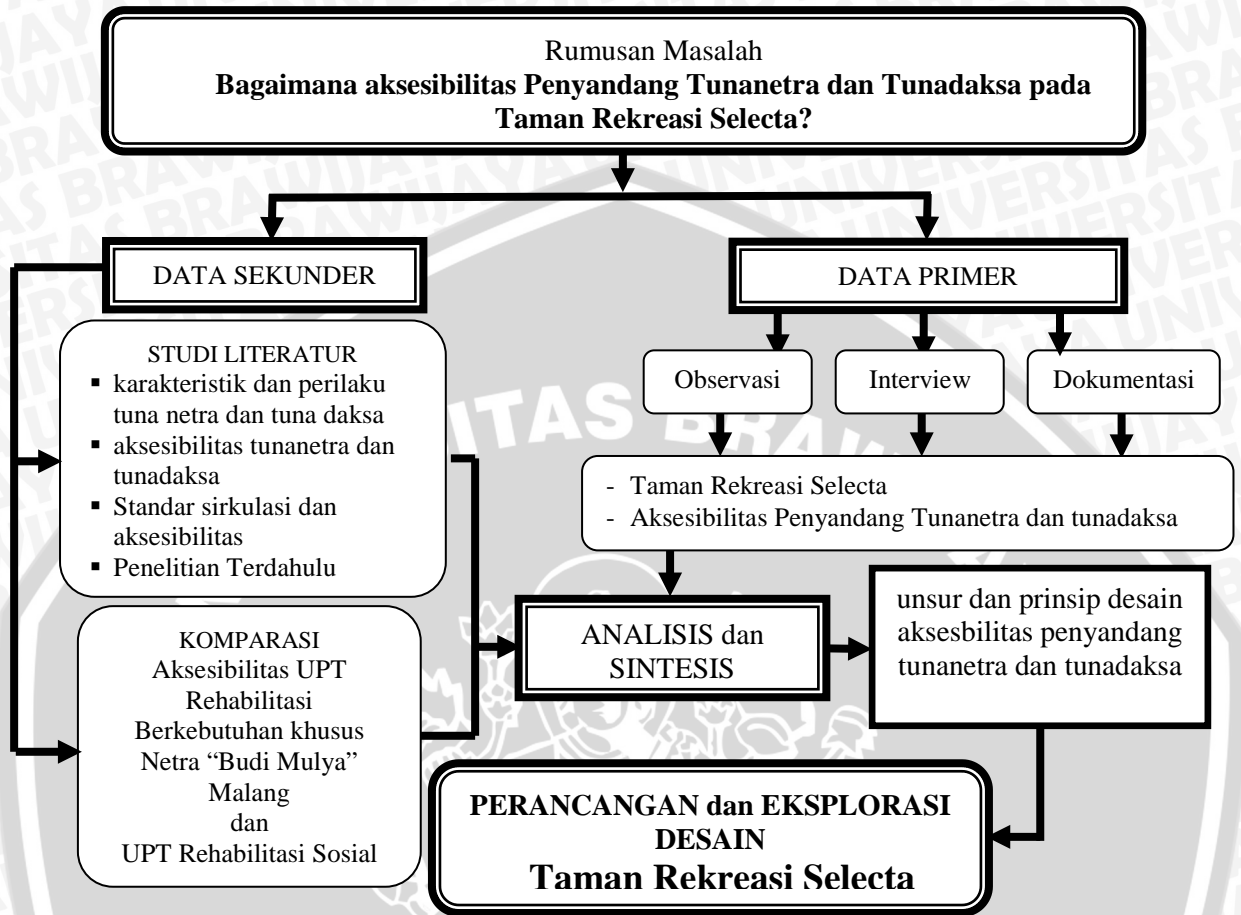 Rumusan Masalah
Bagaimana aksesibilitas Penyandang Tunanetra dan Tunadaksa pada
Taman Rekreasi Selecta?
DATA SEKUNDER
DATA PRIMER
STUDI LITERATUR
▪ karakteristik dan perilaku
tuna netra dan tuna daksa
▪ aksesibilitas tunanetra dan
tunadaksa
▪ Standar sirkulasi dan
aksesibilitas
▪ Penelitian Terdahulu
Observasi
Interview
Dokumentasi
- Taman Rekreasi Selecta
- Aksesibilitas Penyandang Tunanetra dan tunadaksa
KOMPARASI
Aksesibilitas UPT
Rehabilitasi
Berkebutuhan khusus
Netra “Budi Mulya”
Malang
dan
UPT Rehabilitasi Sosial
ANALISIS dan
SINTESIS
unsur dan prinsip desain
aksesbilitas penyandang
tunanetra dan tunadaksa
PERANCANGAN dan EKSPLORASI
DESAIN
Taman Rekreasi Selecta